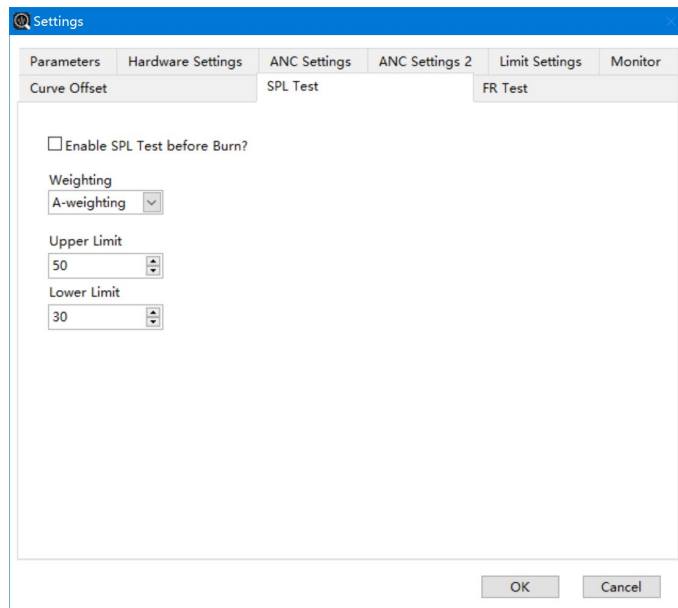 Settings
Parameters Hardware Settings ANC Settings ANC Settings 2 Limit Settings Monitor
Curve Offset SPL Test FR Test
Enable SPL Test before Burn?
Weighting
A-weighting
Upper Limit
50
Lower Limit
30
OK Cancel